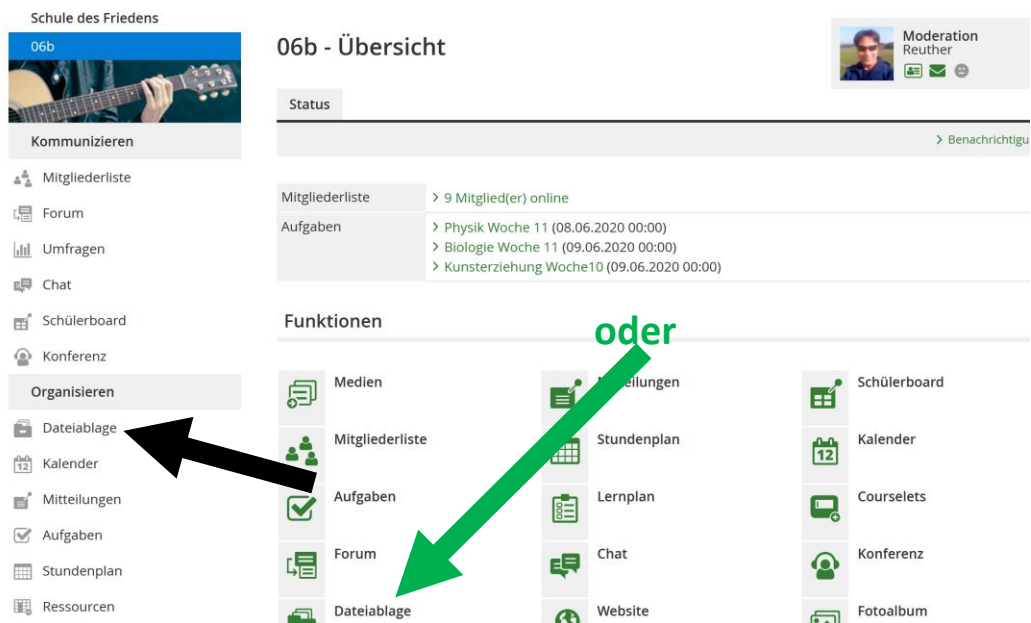 Schule des Friedens
06b
Kommunizieren
Mitgliederliste
Forum
Umfragen
Chat
Schülerboard
Konferenz
Organisieren
Dateiablage
Kalender
12
Mitteilungen
Aufgaben
Stundenplan
Ressourcen
06b - Übersicht
Moderation
Reuther
Status
> Benachrichtigu
Mitgliederliste
> 9 Mitglied(er) online
Aufgaben
> Physik Woche 11 (08.06.2020 00:00)
> Biologie Woche 11 (09.06.2020 00:00)
> Kunsterziehung Woche10 (09.06.2020 00:00)
Funktionen
oder
Medien
eilungen
Schülerboard
Mitgliederliste
Stundenplan
12
Kalender
Aufgaben
Lernplan
Courselets
Forum
Chat
Konferenz
Dateiablage
Website
Fotoalbum